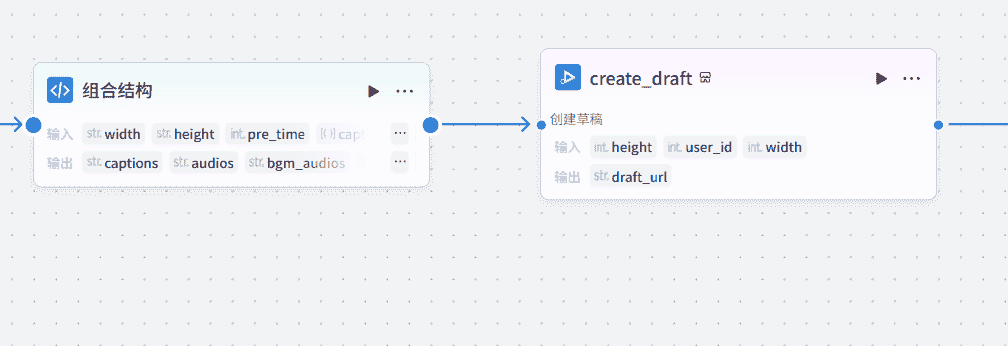 组合结构
输入 str. width str. height int. pre_time [()] cap ...
输出 str. captions str. audios str. bgm_audios ...
create_draft
创建草稿
输入 int. height int. user_id int. width
输出 str. draft_url